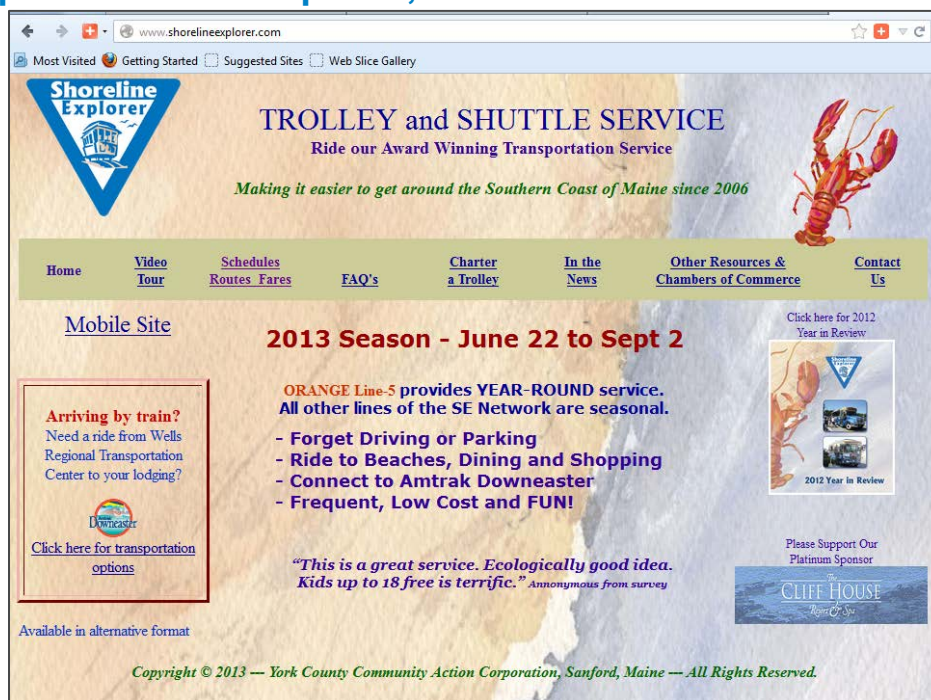 www.shorelineexplorer.com
Most Visited Getting Started Suggested Sites Web Slice Gallery
Shoreline
Explorer
TROLLEY and SHUTTLE SERVICE
Ride our Award Winning Transportation Service
Making it easier to get around the Southern Coast of Maine since 2006
Home
Video
Tour
Schedules
Routes Fares
FAQ's
Charter
a Trolley
In the
News
Other Resources &
Chambers of Commerce
Contact
Us
Mobile Site
Arriving by train?
Need a ride from Wells
Regional Transportation
Center to your lodging?
Downeaster
Click here for transportation
options
Available in alternative format
2013 Season - June 22 to Sept 2
ORANGE Line-5 provides YEAR-ROUND service.
All other lines of the SE Network are seasonal.
- Forget Driving or Parking
- Ride to Beaches, Dining and Shopping
- Connect to Amtrak Downeaster
- Frequent, Low Cost and FUN!
“This is a great service. Ecologically good idea.
Kids up to 18 free is terrific.” Annonymous from survey
Click here for 2012
Year in Review
Shoreline
Explorer
2012 Year in Review
Please Support Our
Platinum Sponsor
The
CLIFF HOUSE
Resort & Spa
Copyright © 2013 --- York County Community Action Corporation, Sanford, Maine --- All Rights Reserved.